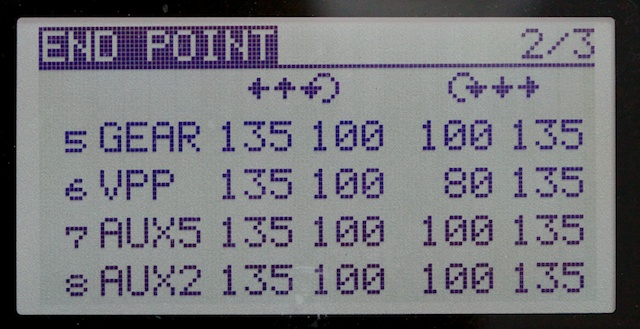 END POINT 2/3
5 GEAR 135 100 100 135
6 VPP 135 100 80 135
7 AUX5 135 100 100 135
8 AUX2 135 100 100 135